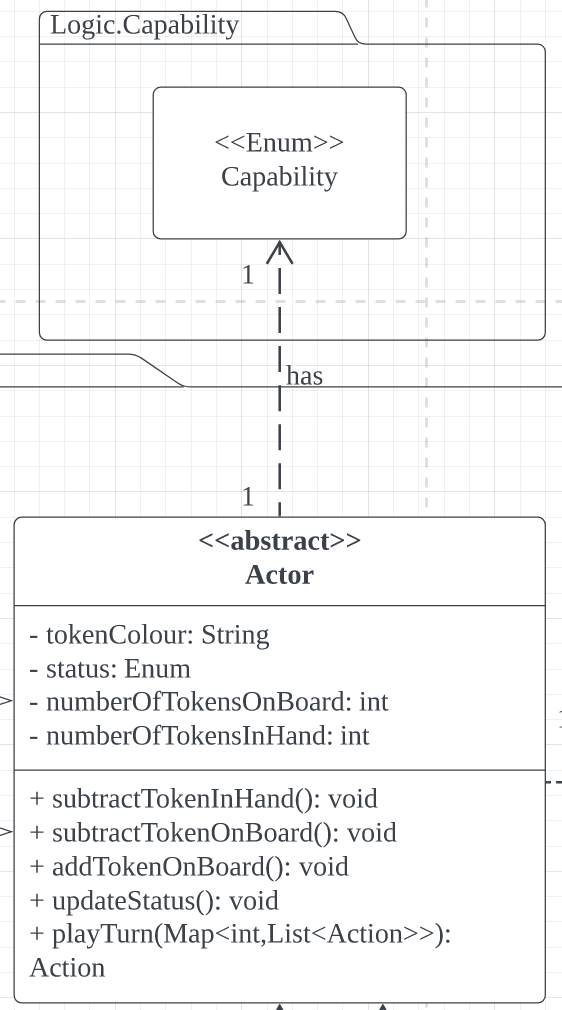 Logic.Capability
<<Enum>>
Capability
1
has
1
<<abstract>>
Actor
- tokenColour: String
- status: Enum
- numberOfTokensOnBoard: int
- numberOfTokensInHand: int
+ subtractTokenInHand(): void
+ subtractTokenOnBoard(): void
+ addTokenOnBoard(): void
+ updateStatus(): void
+ playTurn(Map<int,List<Action>>):
Action